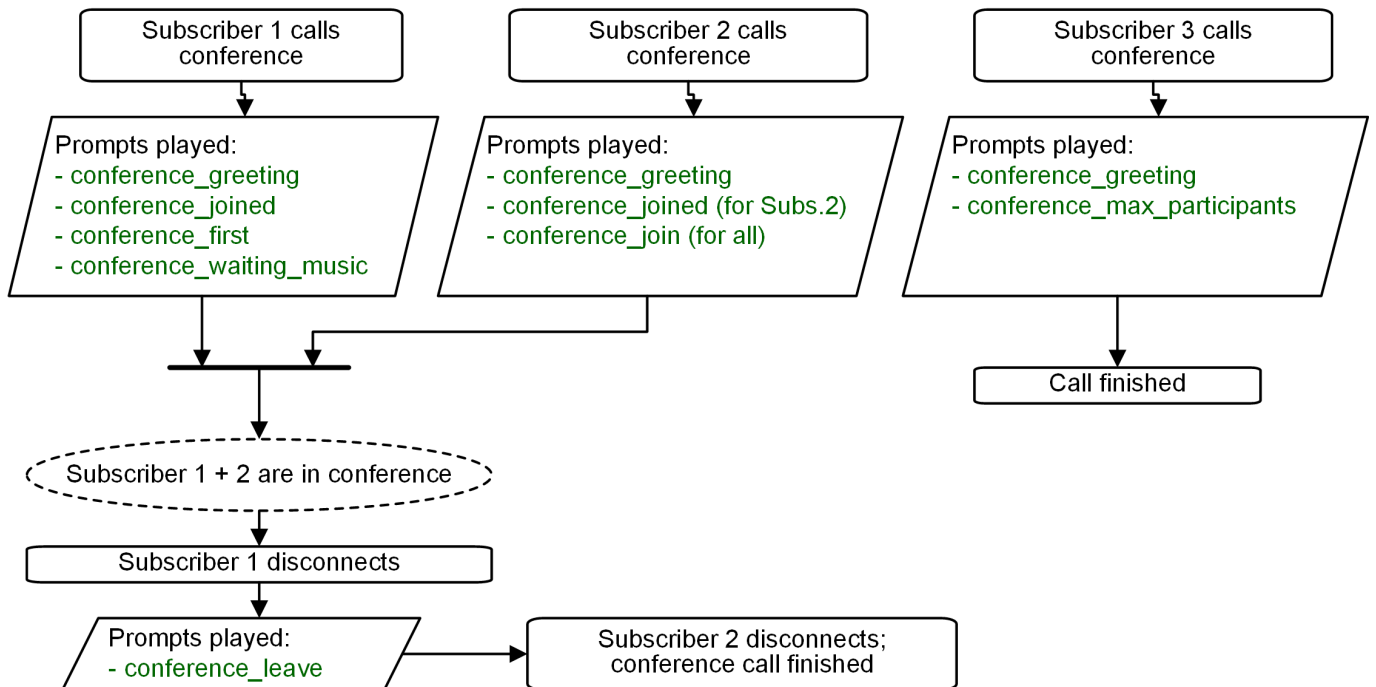 Subscriber 1 calls
conference
Subscriber 2 calls
conference
Subscriber 3 calls
conference
Prompts played:
- conference_greeting
- conference_joined
- conference_first
- conference_waiting_music
Prompts played:
- conference_greeting
- conference_joined (for Subs.2)
- conference_join (for all)
Prompts played:
- conference_greeting
- conference_max_participants
Call finished
Subscriber 1 + 2 are in conference
Subscriber 1 disconnects
Prompts played:
- conference_leave
Subscriber 2 disconnects;
conference call finished